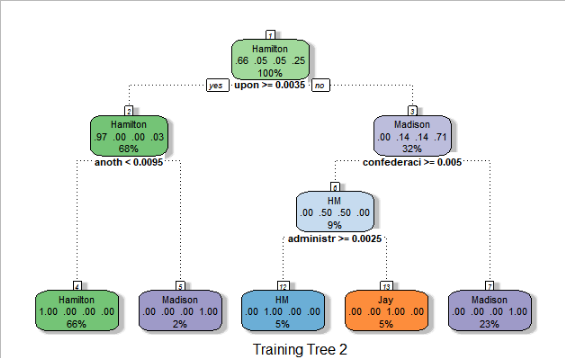 1
Hamilton
.66 .05 .05 .25
100%
yes upon >= 0.0035 no
2
Hamilton
.97 .00 .00 .03
68%
anoth < 0.0095
3
Madison
.00 .14 .14 .71
32%
confederaci >= 0.005
6
HM
.00 .50 .50 .00
9%
administr >= 0.0025
4
Hamilton
1.00 .00 .00 .00
66%
5
Madison
.00 .00 .00 1.00
2%
12
HM
.00 1.00 .00 .00
5%
13
Jay
.00 .00 1.00 .00
5%
7
Madison
.00 .00 .00 1.00
23%
Training Tree 2